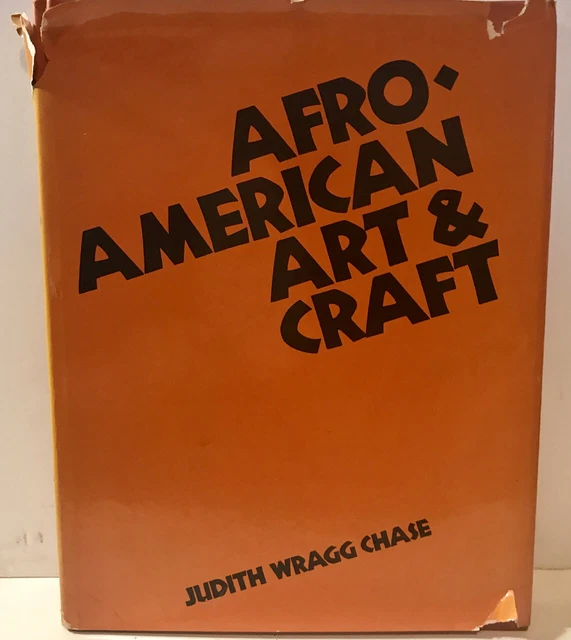 AFRO-
AMERICAN
ART &
CRAFT
JUDITH WRAGG CHASE